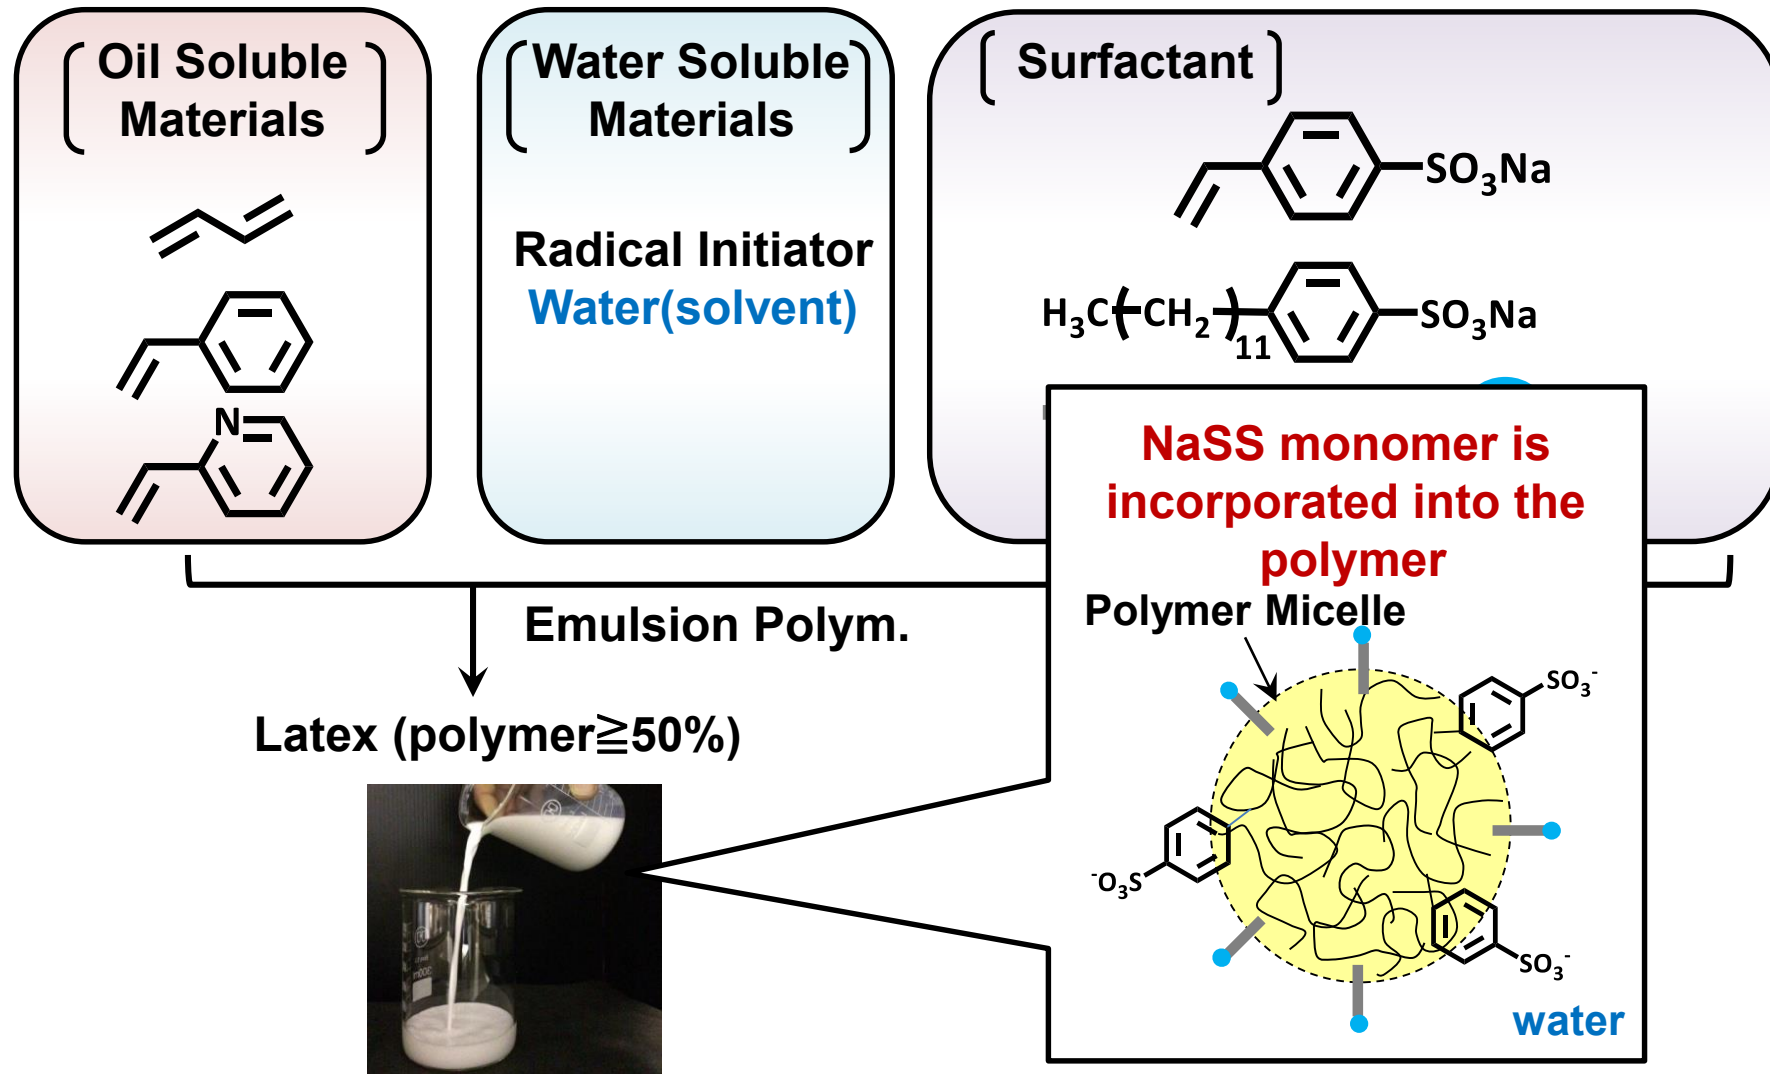 Oil Soluble
Materials
N
Water Soluble
Materials
Radical Initiator
Water(solvent)
Surfactant
SO3Na
H3C(CH2)11 SO3Na
NaSS monomer is
incorporated into the
polymer
Polymer Micelle
SO3-
-O3S
SO3-
water
Emulsion Polym.
Latex (polymer≧50%)